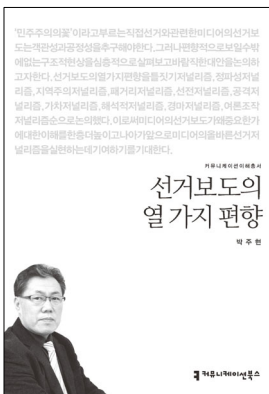 '민주주의의 꽃'이라고 부르는 직접선거와 관련한 미디어의 선거보
도는 객관성과 공정성을 추구해야 한다. 그러나 편향적으로 보일 수밖
에 없는 구조적 현상을 심층적으로 살펴보고 바람직한 대안을 논의하
고자 한다. 선거보도의 열 가지 편향을 들짓기 저널리즘, 정파성 저널
리즘, 지역주의 저널리즘, 패거리 저널리즘, 선전 저널리즘, 공격 저
널리즘, 기차 저널리즘, 해석적 저널리즘, 경마 저널리즘, 여론조작
저널리즘 순으로 논의했다. 이로써 미디어의 선거보도가 왜 중요한가
에 대한 이해를 한층 더 높이고 나아가 앞으로 미디어의 올바른 선거저
널리즘을 실현하는 데 기여하기를 기대한다.
커뮤니케이션이해총서
선거보도의
열 가지 편향
박주현
커뮤니케이션북스